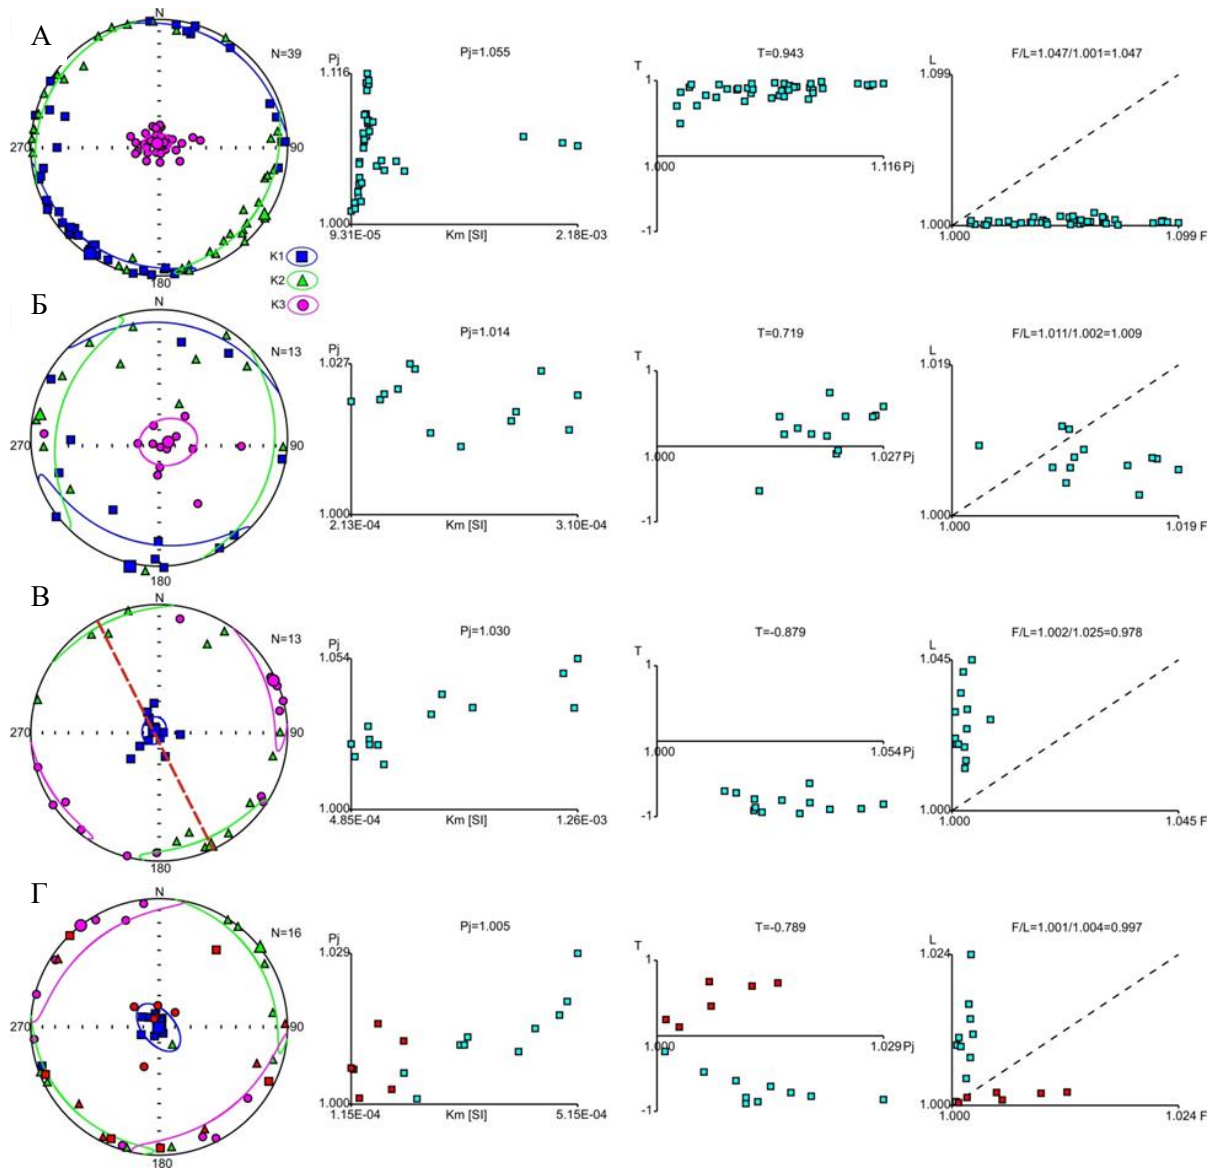 А
N
N=39
270
90
180
K1
K2
K3
Pj
Pj=1.055
1.116
1.000
9.31E-05
Km [SI]
2.18E-03
T
T=0.943
1
1.000
1.116 Pj
-1
L
F/L=1.047/1.001=1.047
1.099
1.000
1.000
1.099 F
Б
N
N=13
270
90
180
Pj
Pj=1.014
1.027
1.000
2.13E-04
Km [SI]
3.10E-04
T
T=0.719
1
1.000
1.027 Pj
-1
L
F/L=1.011/1.002=1.009
1.019
1.000
1.000
1.019 F
В
N
N=13
270
90
180
Pj
Pj=1.030
1.054
1.000
4.85E-04
Km [SI]
1.26E-03
T
T=-0.879
1
1.000
1.054 Pj
-1
L
F/L=1.002/1.025=0.978
1.045
1.000
1.000
1.045 F
Г
N
N=16
270
90
180
Pj
Pj=1.005
1.029
1.000
1.15E-04
Km [SI]
5.15E-04
T
T=-0.789
1
1.000
1.029 Pj
-1
L
F/L=1.001/1.004=0.997
1.024
1.000
1.000
1.024 F